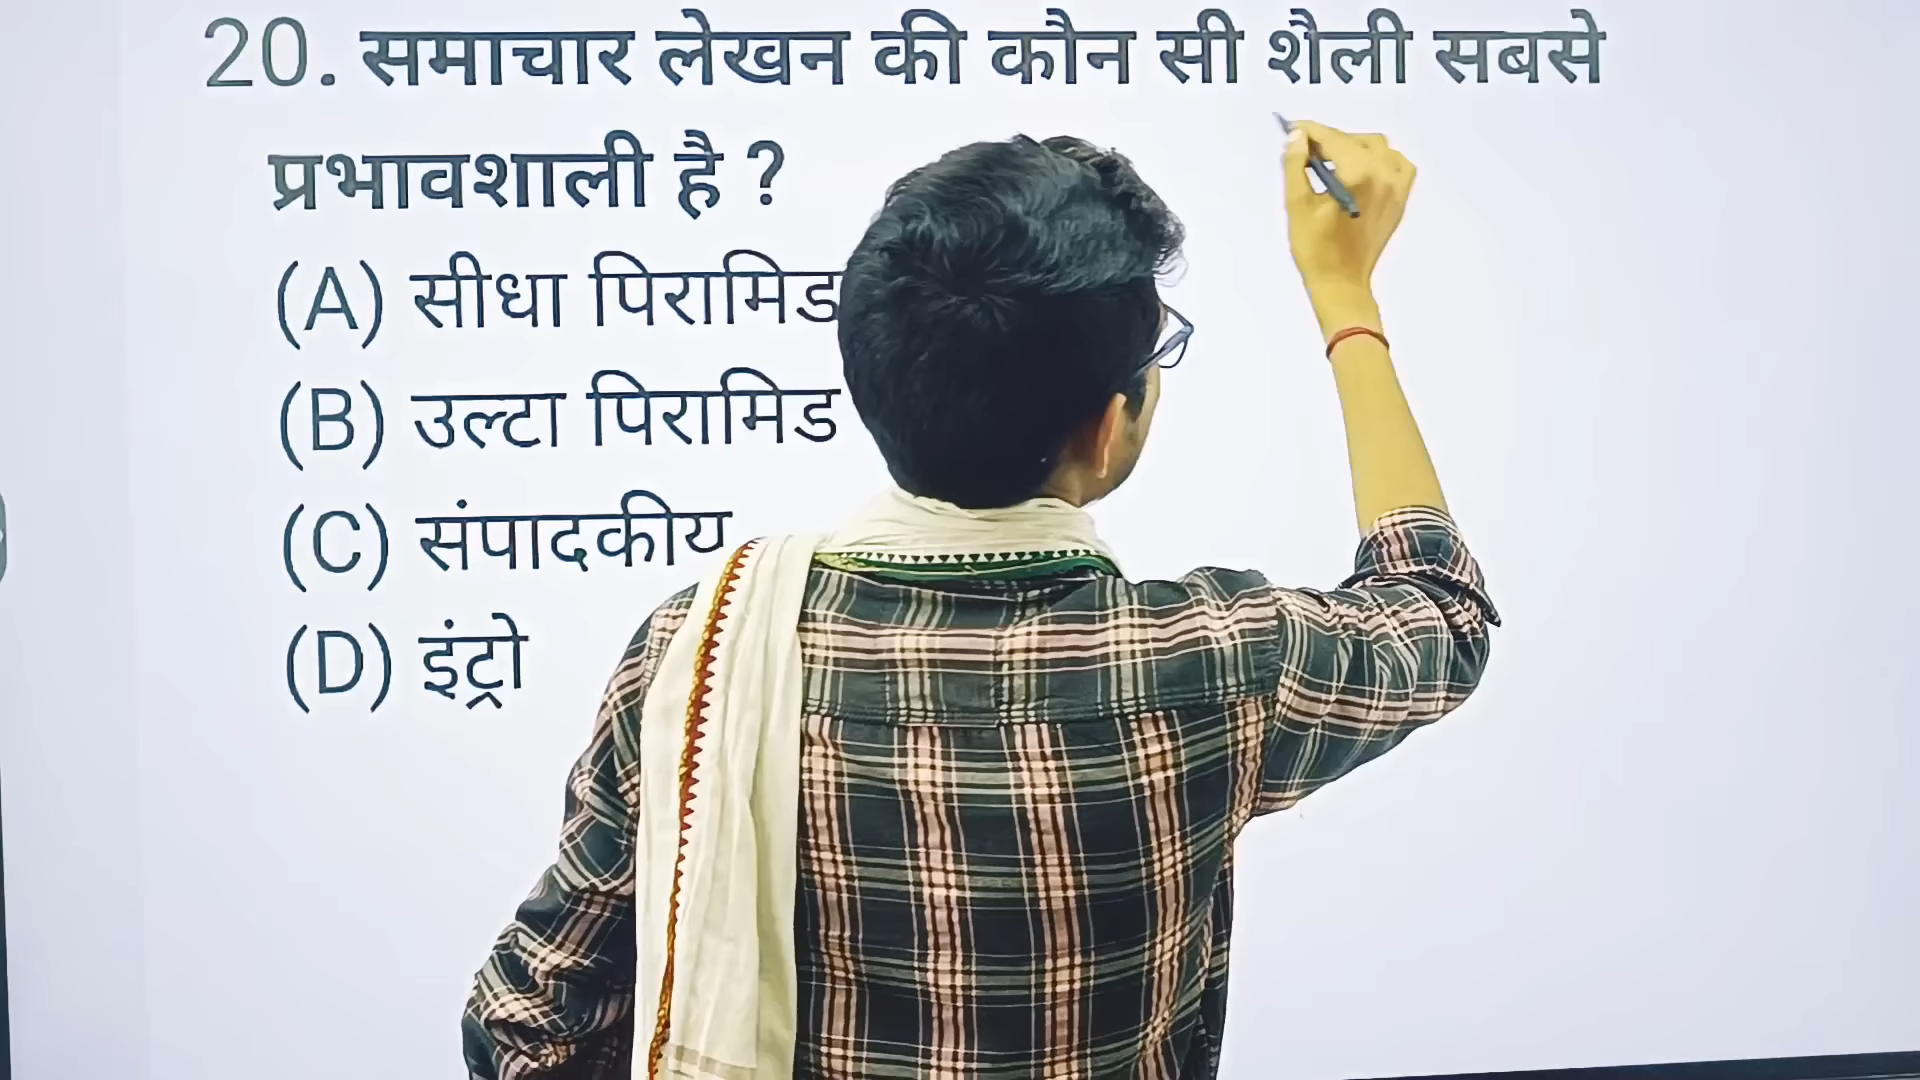 20. समाचार लेखन की कौन सी शैली सबसे
प्रभावशाली है ?
(A) सीधा पिरामिड
(B) उल्टा पिरामिड
(C) संपादकीय
(D) इंट्रो